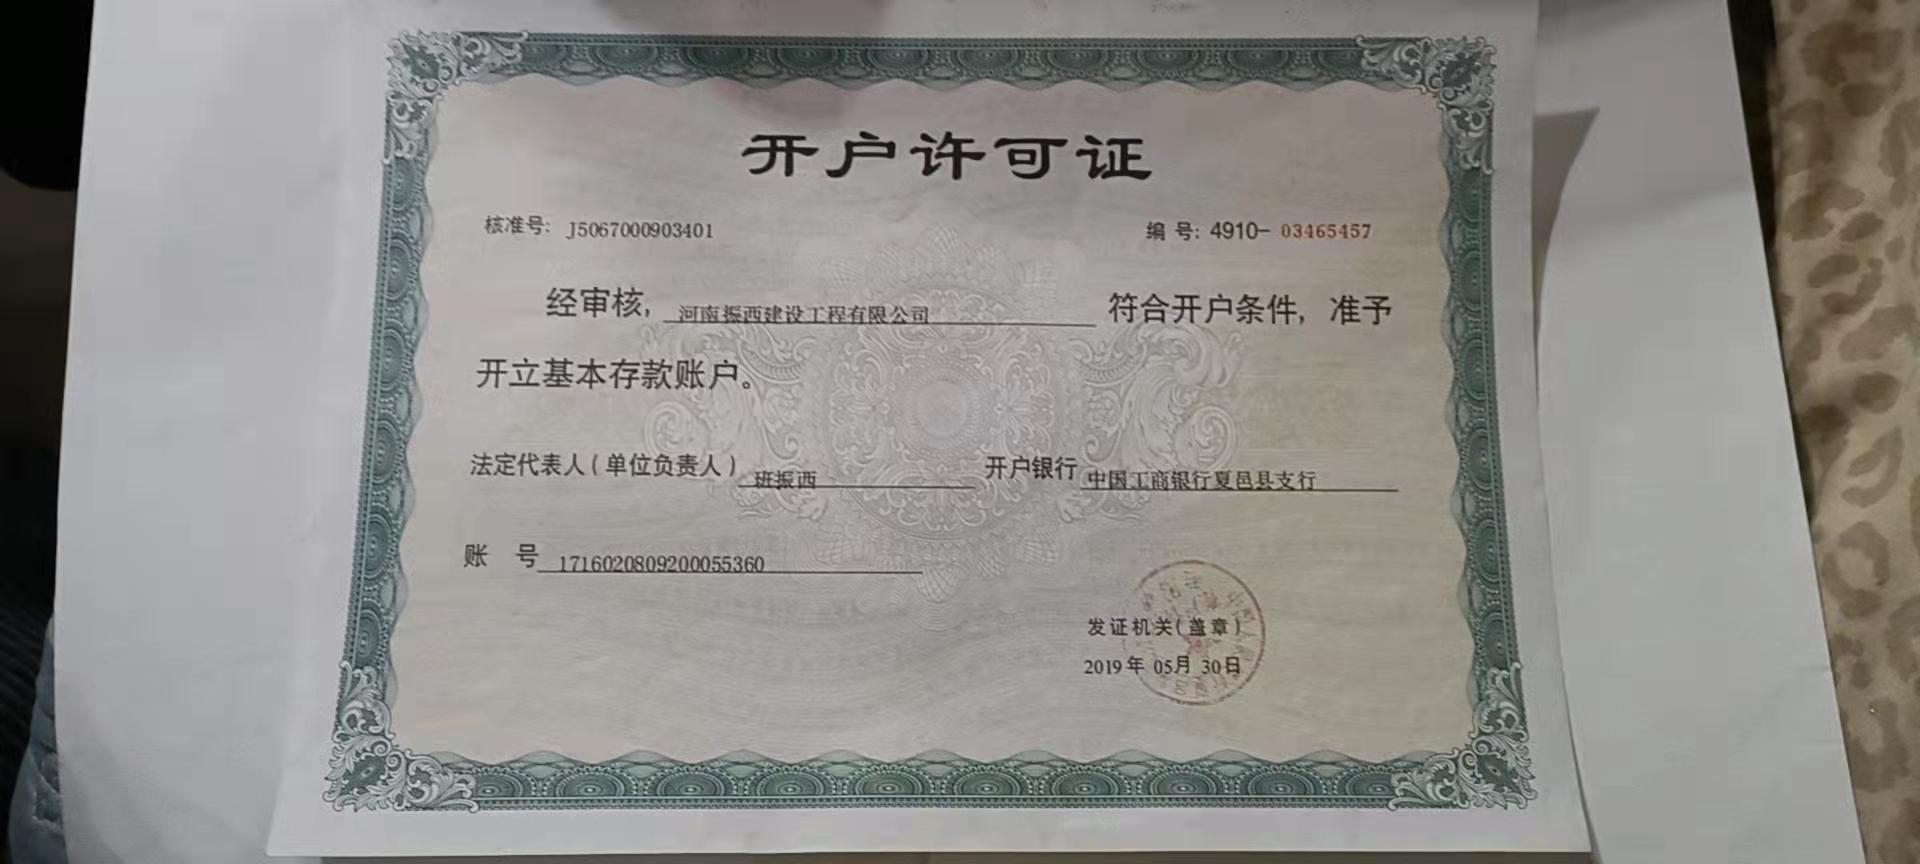 开户许可证
核准号: J5067000903401 编 号: 4910- 03465457
经审核, 河南振西建设工程有限公司 符合开户条件, 准予
开立基本存款账户。
法定代表人(单位负责人) 班振西 开户银行 中国工商银行夏邑县支行
账 号 1716020809200055360
发证机关(盖章)
2019 年 05月 30日